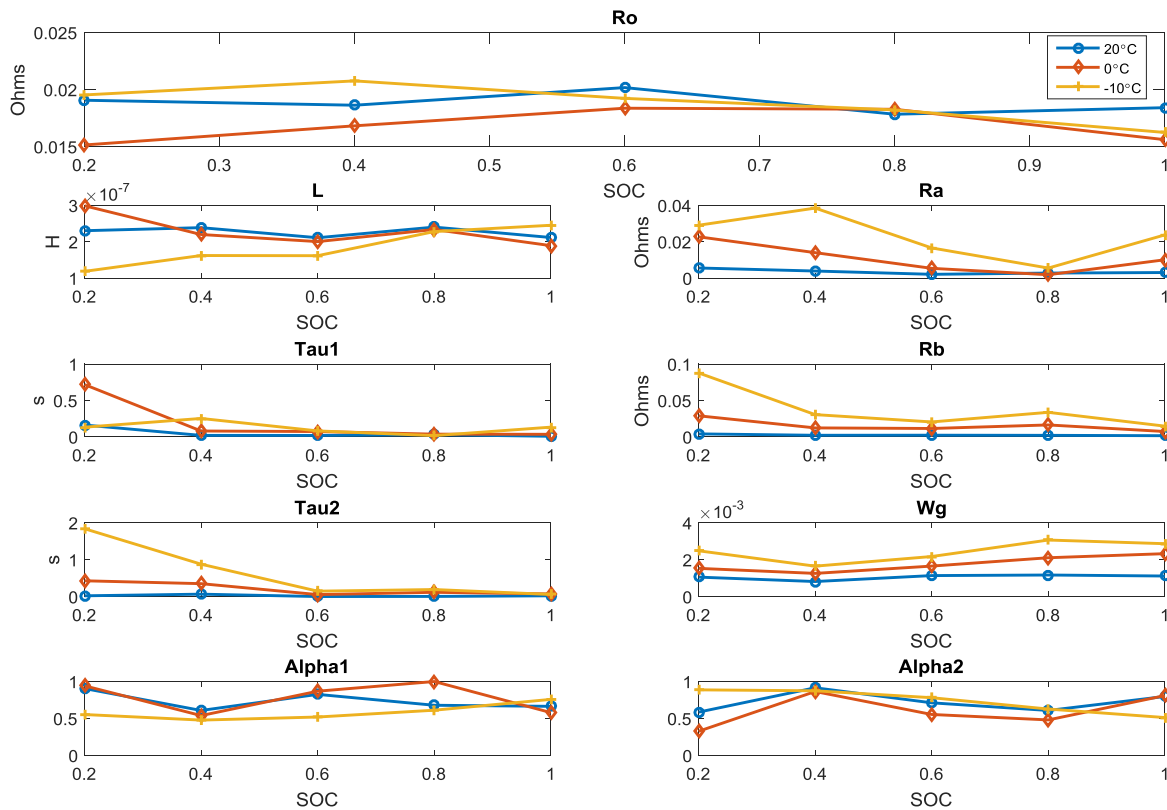 Ro
0.025
0.02
0.015
Ohms
20°C
0°C
-10°C
0.2 0.3 0.4 0.5 0.6 0.7 0.8 0.9 1
SOC
L
×10-7
3
2
1
H
0.2 0.4 0.6 0.8 1
SOC
Ra
0.04
0.02
0
Ohms
0.2 0.4 0.6 0.8 1
SOC
Tau1
1
0.5
0
s
0.2 0.4 0.6 0.8 1
SOC
Rb
0.1
0.05
0
Ohms
0.2 0.4 0.6 0.8 1
SOC
Tau2
2
1
0
s
0.2 0.4 0.6 0.8 1
SOC
Wg
×10-3
4
2
0
0.2 0.4 0.6 0.8 1
SOC
Alpha1
1
0.5
0
0.2 0.4 0.6 0.8 1
SOC
Alpha2
1
0.5
0
0.2 0.4 0.6 0.8 1
SOC